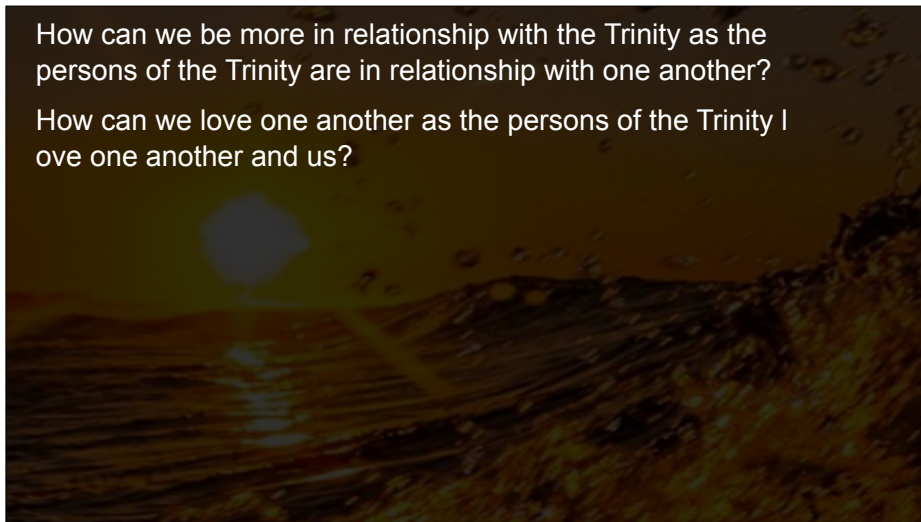 How can we be more in relationship with the Trinity as the
persons of the Trinity are in relationship with one another?
How can we love one another as the persons of the Trinity l
ove one another and us?